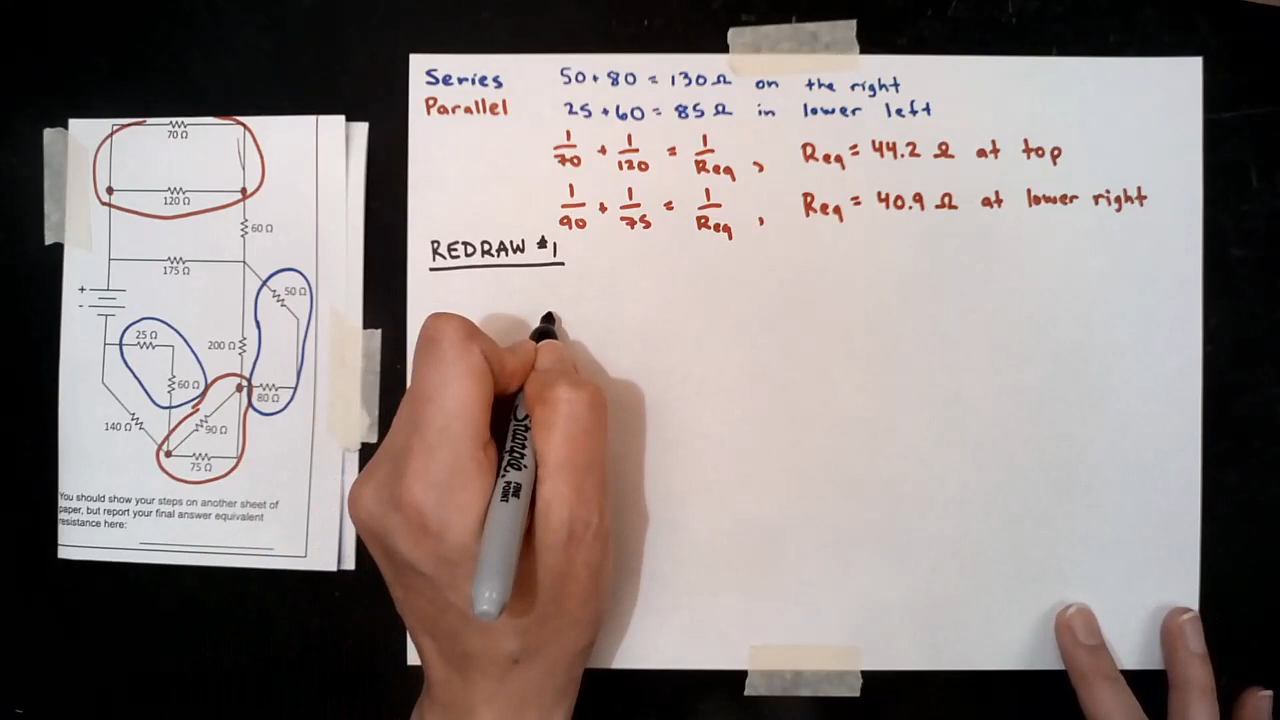 Series 50 + 80 = 130 Ω on the right
Parallel 25 + 60 = 85 Ω in lower left
1/70 + 1/120 = 1/Req , Req = 44.2 Ω at top
1/90 + 1/75 = 1/Req , Req = 40.9 Ω at lower right
REDRAW #1
70 Ω
120 Ω
60 Ω
175 Ω
+
-
50 Ω
25 Ω
200 Ω
60 Ω
80 Ω
140 Ω
90 Ω
75 Ω
You should show your steps on another sheet of
paper, but report your final answer equivalent
resistance here:
Sharpie
FINE
POINT